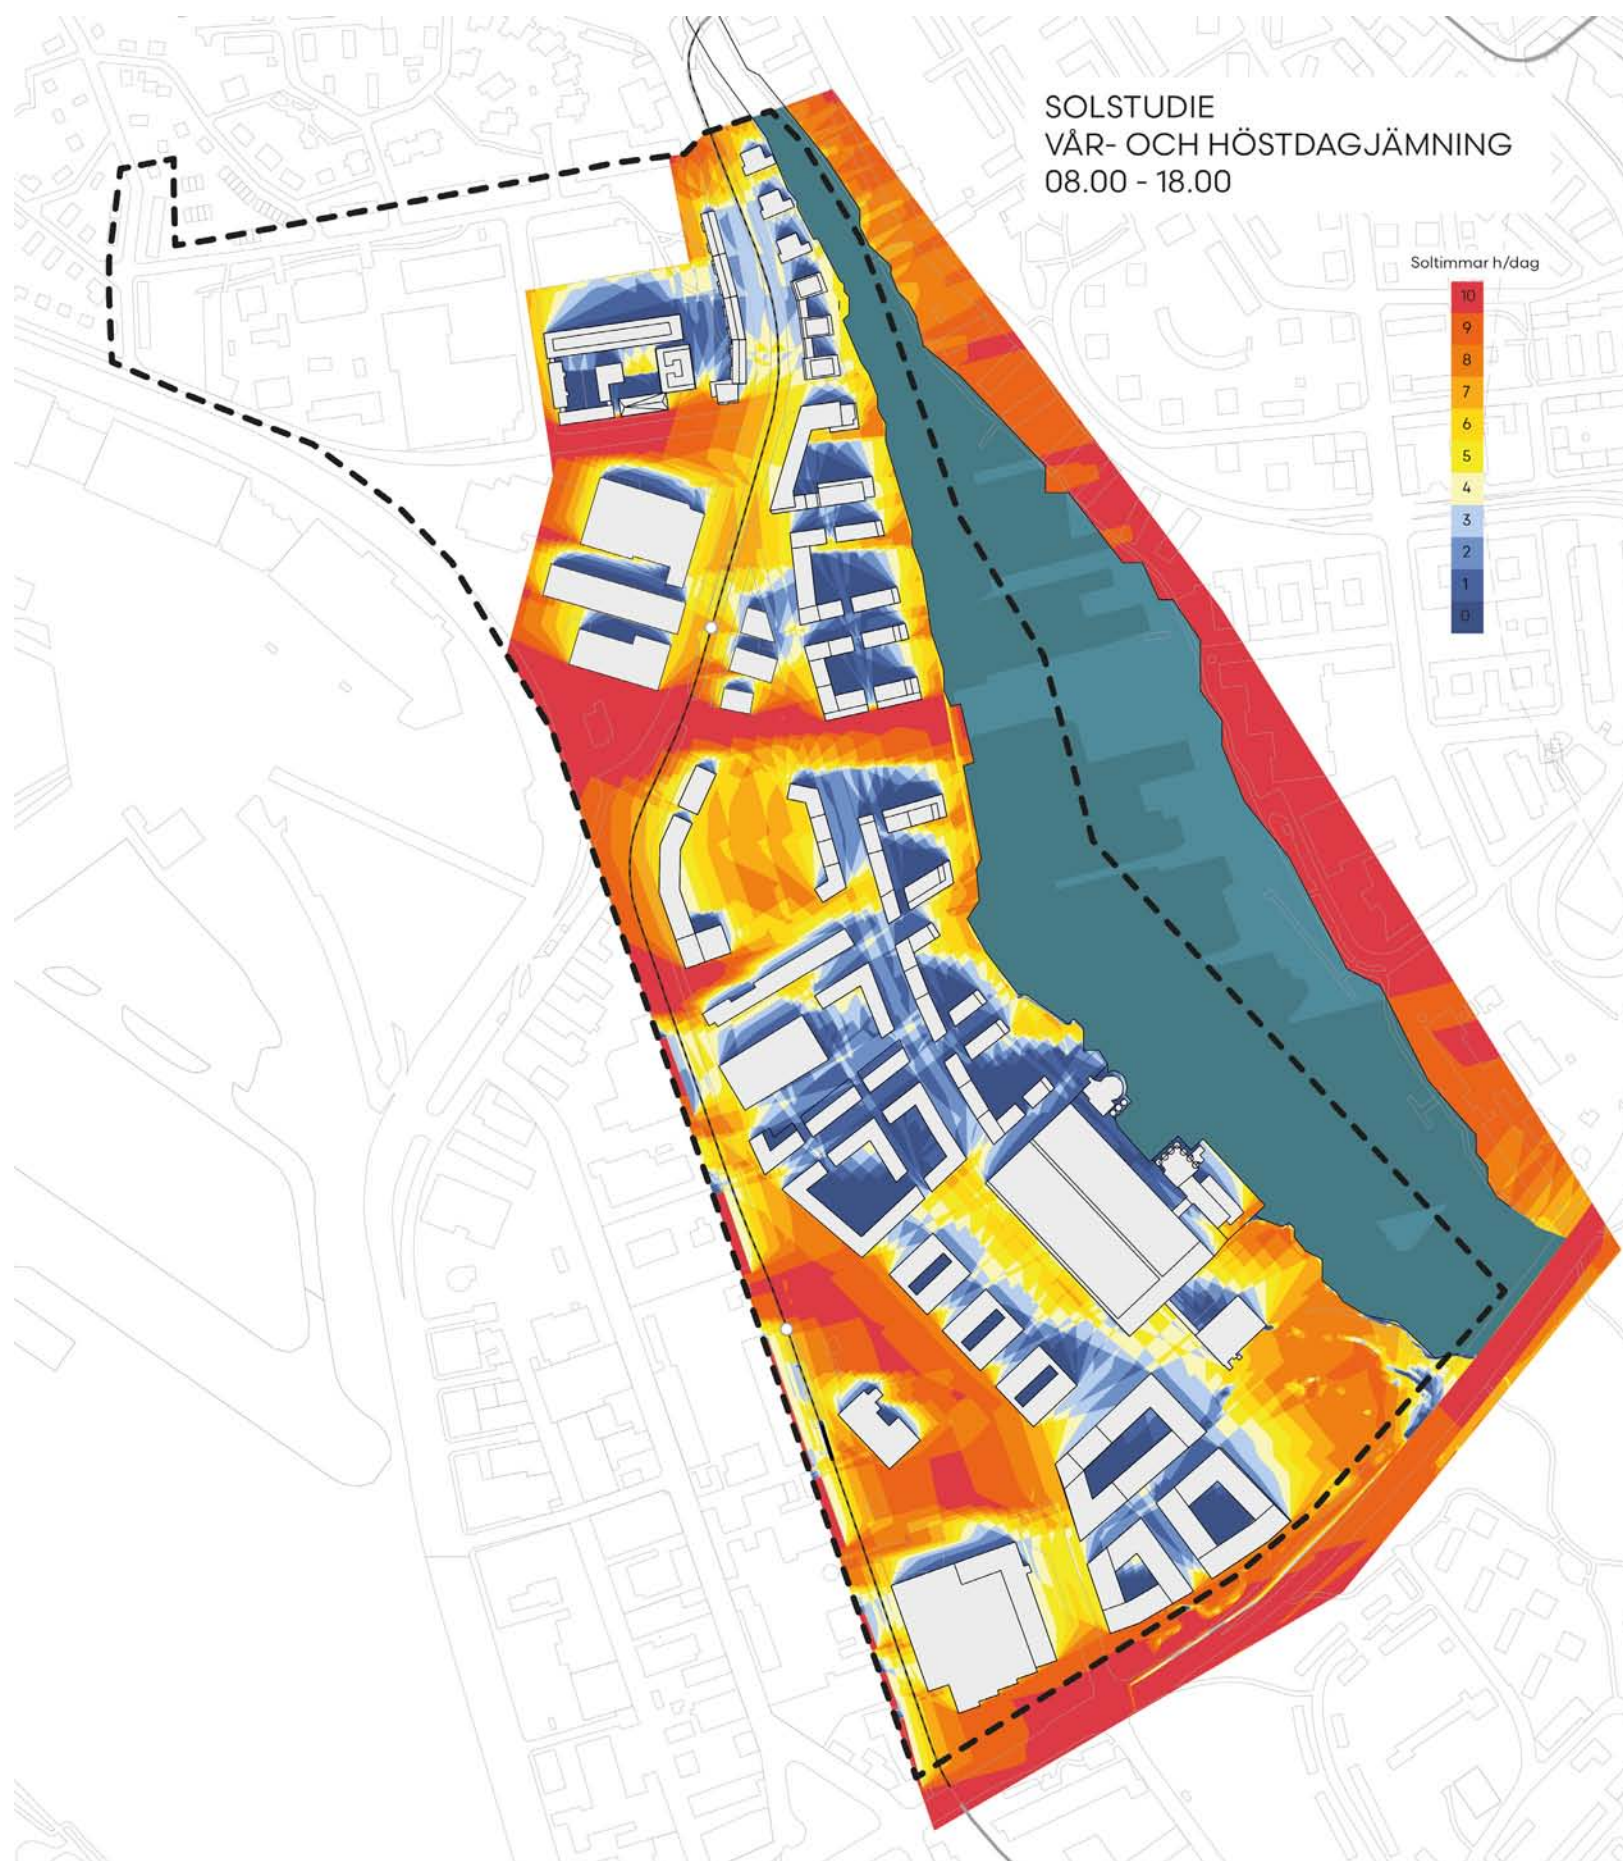 SOLSTUDIE
VÅR- OCH HÖSTDAGJÄMNING
08.00 - 18.00
Soltimmar h/dag
10
9
8
7
6
5
4
3
2
1
0